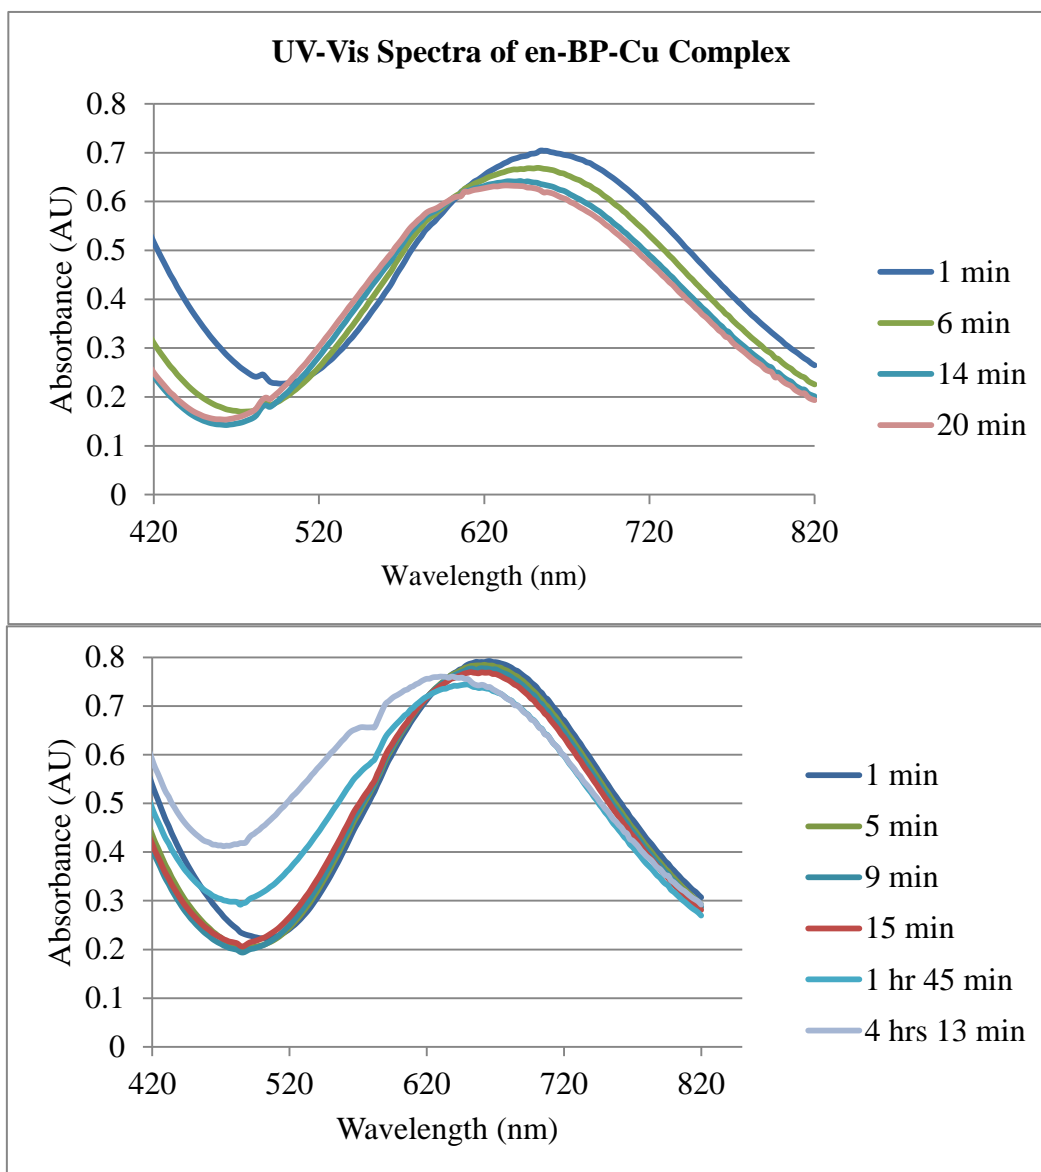 UV-Vis Spectra of en-BP-Cu Complex
0.8
0.7
0.6
0.5
0.4
0.3
0.2
0.1
0
Absorbance (AU)
420 520 620 720 820
Wavelength (nm)
1 min
6 min
14 min
20 min
0.8
0.7
0.6
0.5
0.4
0.3
0.2
0.1
0
Absorbance (AU)
420 520 620 720 820
Wavelength (nm)
1 min
5 min
9 min
15 min
1 hr 45 min
4 hrs 13 min